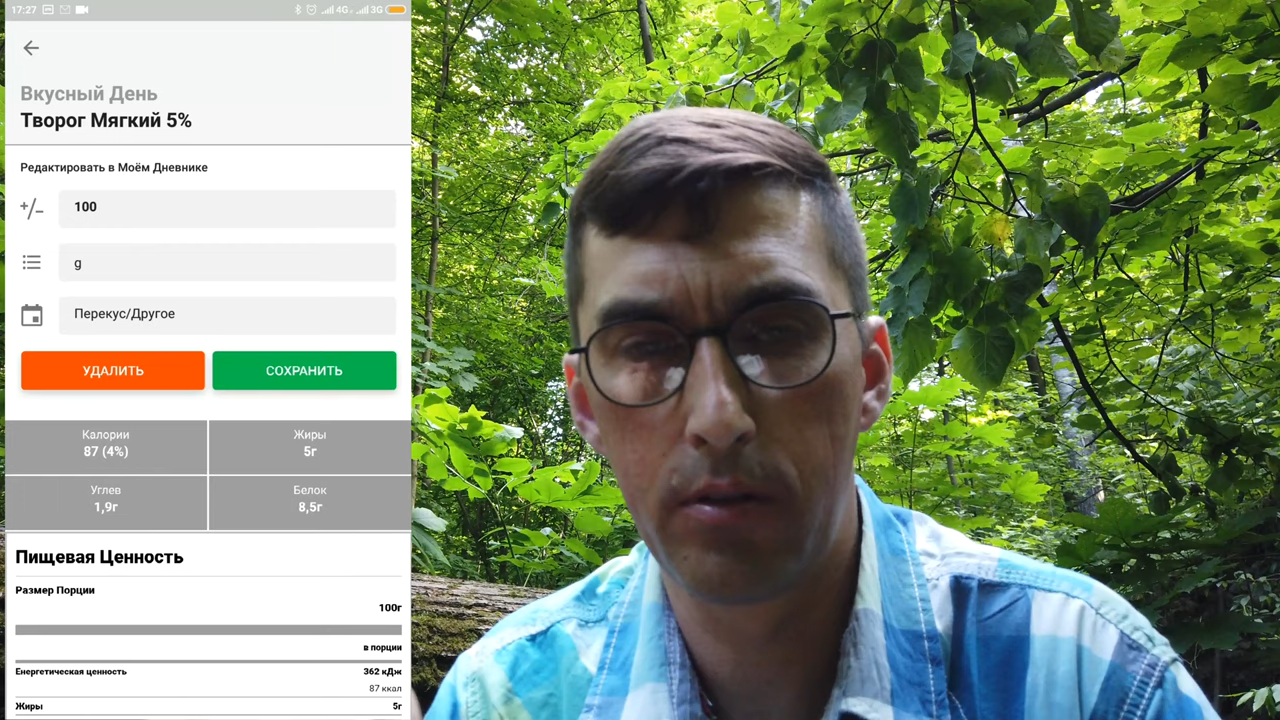 17:27
4G
3G
Вкусный День
Творог Мягкий 5%
Редактировать в Моём Дневнике
+/- 100
g
Перекус/Другое
УДАЛИТЬ СОХРАНИТЬ
Калории Жиры
87 (4%) 5г
Углев Белок
1,9г 8,5г
Пищевая Ценность
Размер Порции
100г
в порции
Энергетическая ценность 362 кДж
87 ккал
Жиры 5г